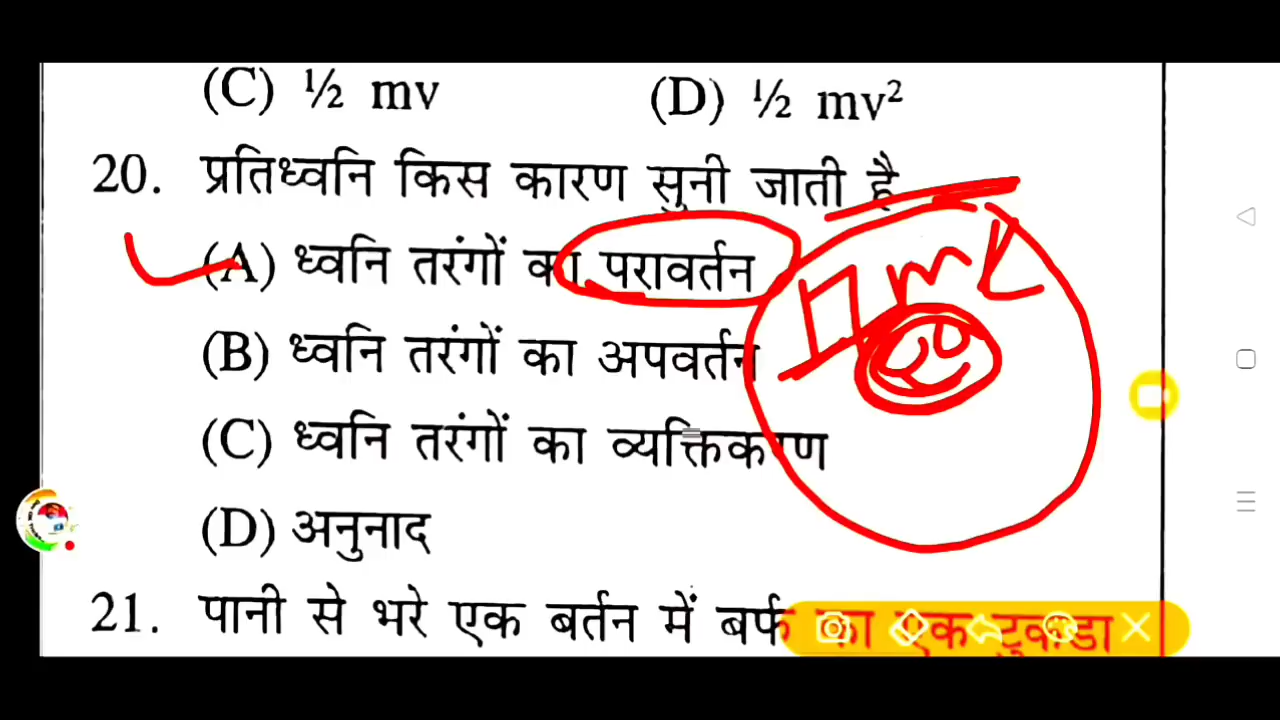 (C) ½ mv (D) ½ mv²
20. प्रतिध्वनि किस कारण सुनी जाती है
(A) ध्वनि तरंगों का परावर्तन
(B) ध्वनि तरंगों का अपवर्तन
(C) ध्वनि तरंगों का व्यक्तिकरण
(D) अनुनाद
21. पानी से भरे एक बर्तन में बर्फ का एक टुकडा